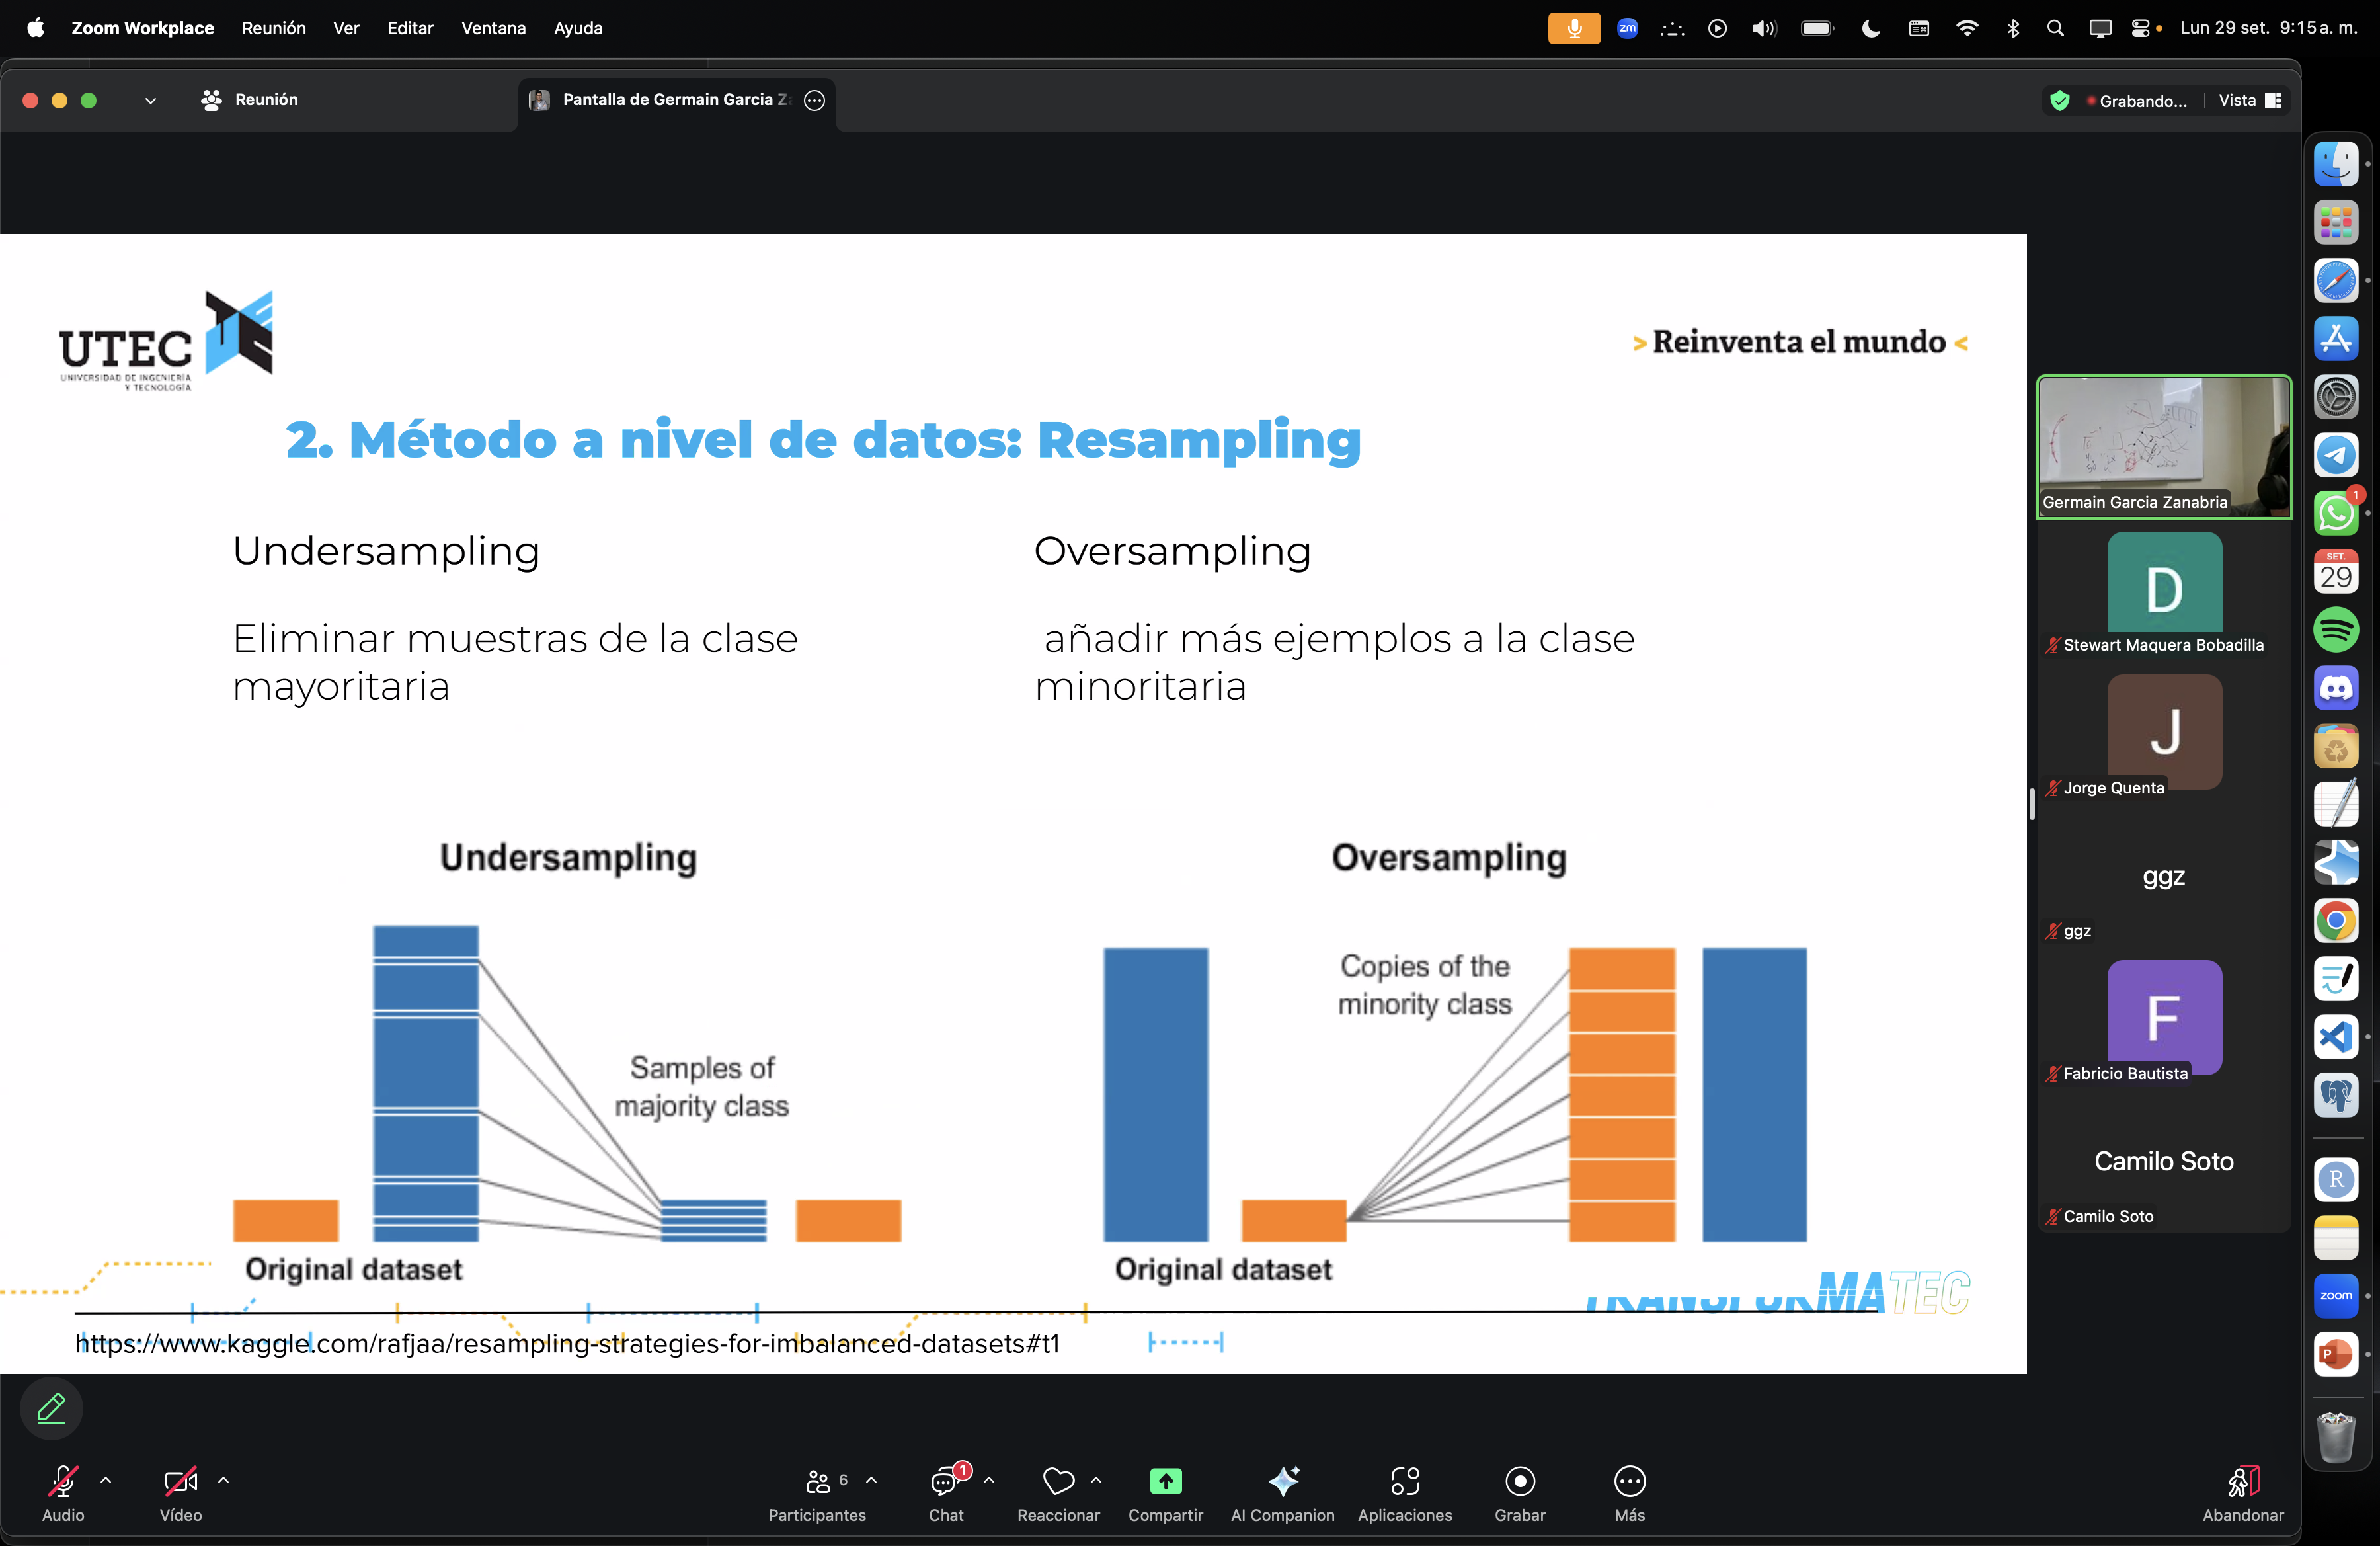 Zoom Workplace Reunión Ver Editar Ventana Ayuda
zm
Lun 29 set. 9:15 a. m.
Reunión
Pantalla de Germain Garcia Z
Grabando...
Vista
UTEC
UNIVERSIDAD DE INGENIERÍA
Y TECNOLOGÍA
> Reinventa el mundo <
2. Método a nivel de datos: Resampling
Undersampling
Eliminar muestras de la clase
mayoritaria
Oversampling
añadir más ejemplos a la clase
minoritaria
Undersampling
Samples of
majority class
Original dataset
Oversampling
Copies of the
minority class
Original dataset
TRANSFORMATEC
https://www.kaggle.com/rafjaa/resampling-strategies-for-imbalanced-datasets#t1
Germain Garcia Zanabria
D
Stewart Maquera Bobadilla
J
Jorge Quenta
ggz
ggz
F
Fabricio Bautista
Camilo Soto
Camilo Soto
1
SET.
29
R
zoom
P
Audio
Vídeo
6
Participantes
1
Chat
Reaccionar
Compartir
AI Companion
Aplicaciones
Grabar
Más
Abandonar